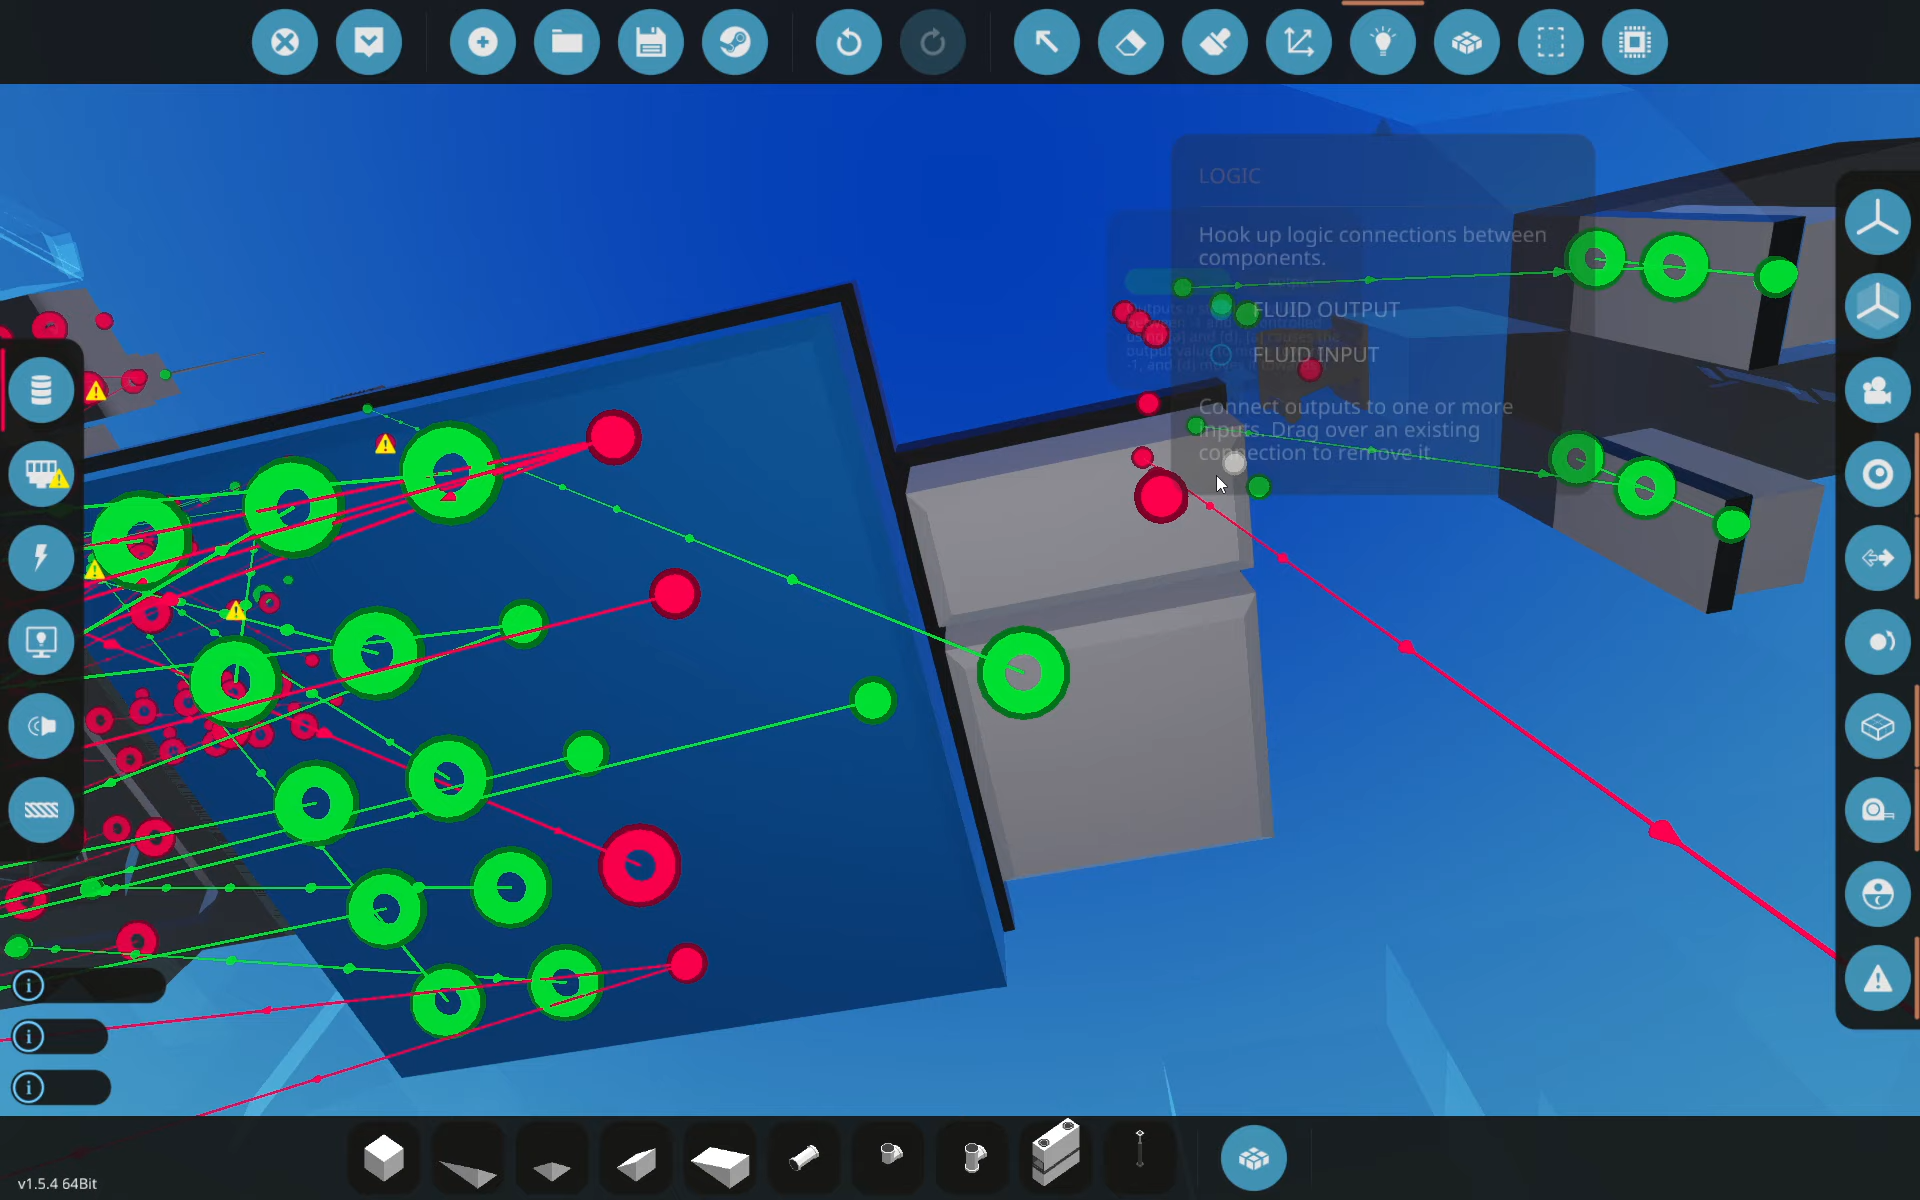 LOGIC
Hook up logic connections between
components.
FLUID OUTPUT
FLUID INPUT
Connect outputs to one or more
inputs. Drag over an existing
connection to remove it.
v1.5.4 64Bit